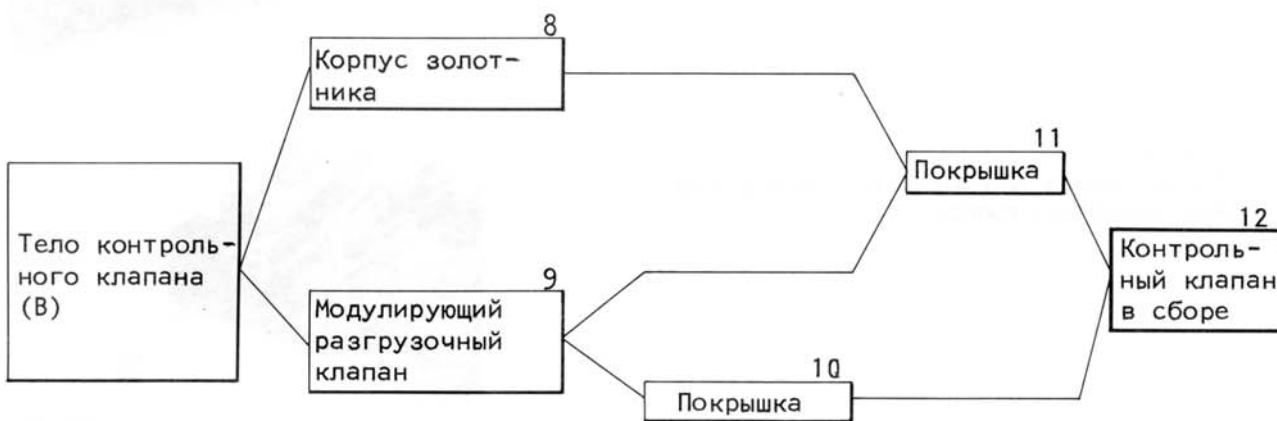 8
Корпус золот-
ника
11
Покрышка
12
Контроль-
ный клапан
в сборе
Тело контроль-
ного клапана
(В)
9
Модулирующий
разгрузочный
клапан
10
Покрышка